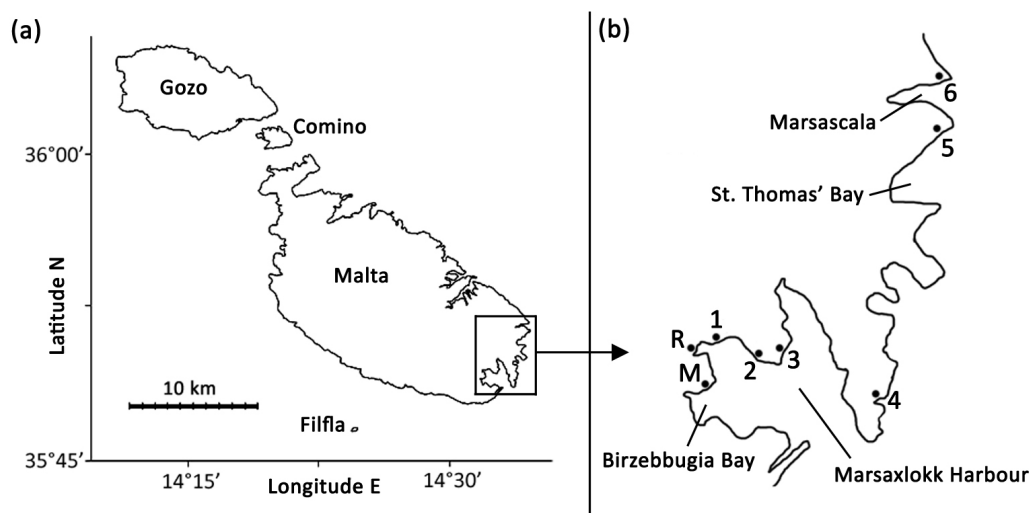 (a)
Gozo
Comino
36°00’
Malta
Latitude N
10 km
Filfla
35°45’
14°15’
Longitude E
14°30’
(b)
6
Marsascala
5
St. Thomas’ Bay
1
R
2
3
M
4
Birzebbugia Bay
Marsaxlokk Harbour